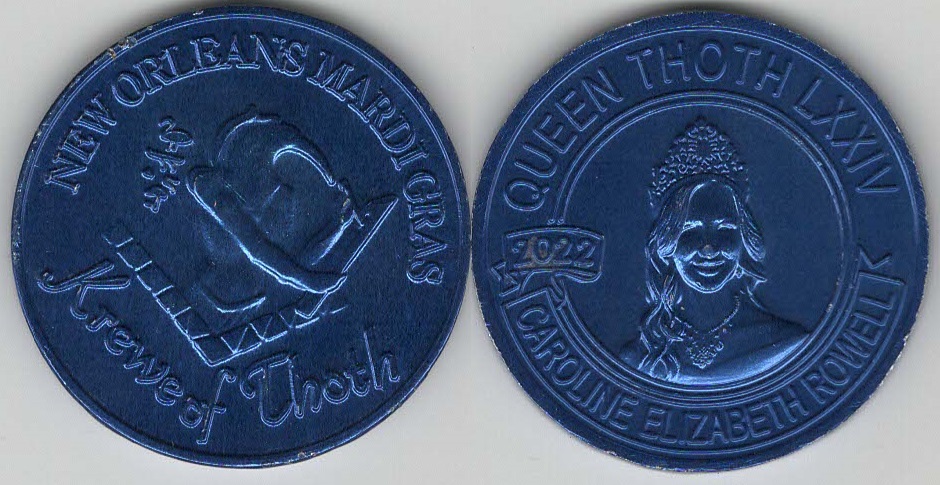 NEW ORLEANS MARDI GRAS
Krewe of Thoth
QUEEN THOTH LXXIV
2022
CAROLINE ELIZABETH ROWELL